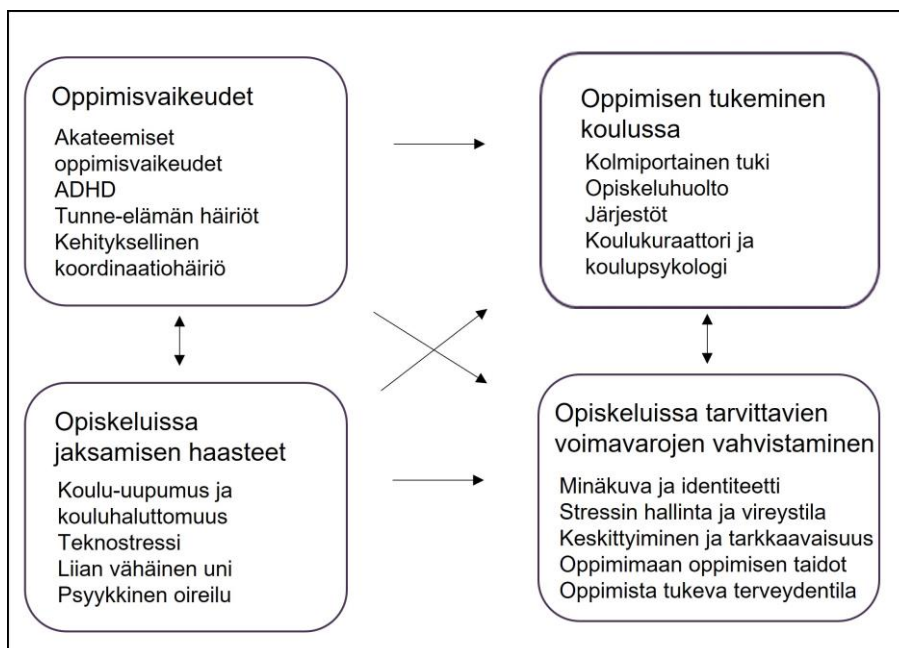 Oppimisvaikeudet
Akateemiset
oppimisvaikeudet
ADHD
Tunne-elämän häiriöt
Kehityksellinen
koordinaatiohäiriö
Oppimisen tukeminen
koulussa
Kolmiportainen tuki
Opiskeluhuolto
Järjestöt
Koulukuraattori ja
koulupsykologi
Opiskeluissa
jaksamisen haasteet
Koulu-uupumus ja
kouluhaluttomuus
Teknostressi
Liian vähäinen uni
Psyykkinen oireilu
Opiskeluissa tarvittavien
voimavarojen vahvistaminen
Minäkuva ja identiteetti
Stressin hallinta ja vireystila
Keskittyiminen ja tarkkaavaisuus
Oppimimaan oppimisen taidot
Oppimista tukeva terveydentila